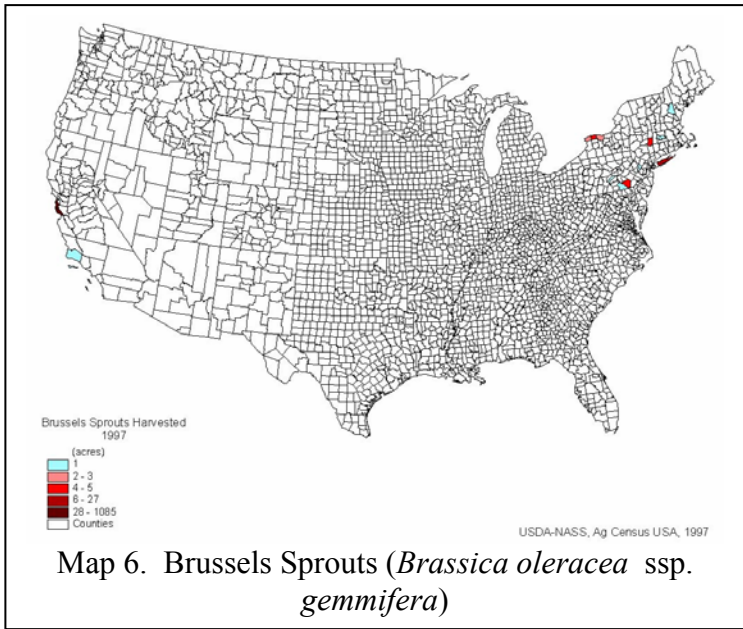 Brussels Sprouts Harvested
1997
(acres)
1
2 - 3
4 - 5
6 - 27
28 - 1085
Counties
USDA-NASS, Ag Census USA, 1997
Map 6. Brussels Sprouts (Brassica oleracea ssp.
gemmifera)